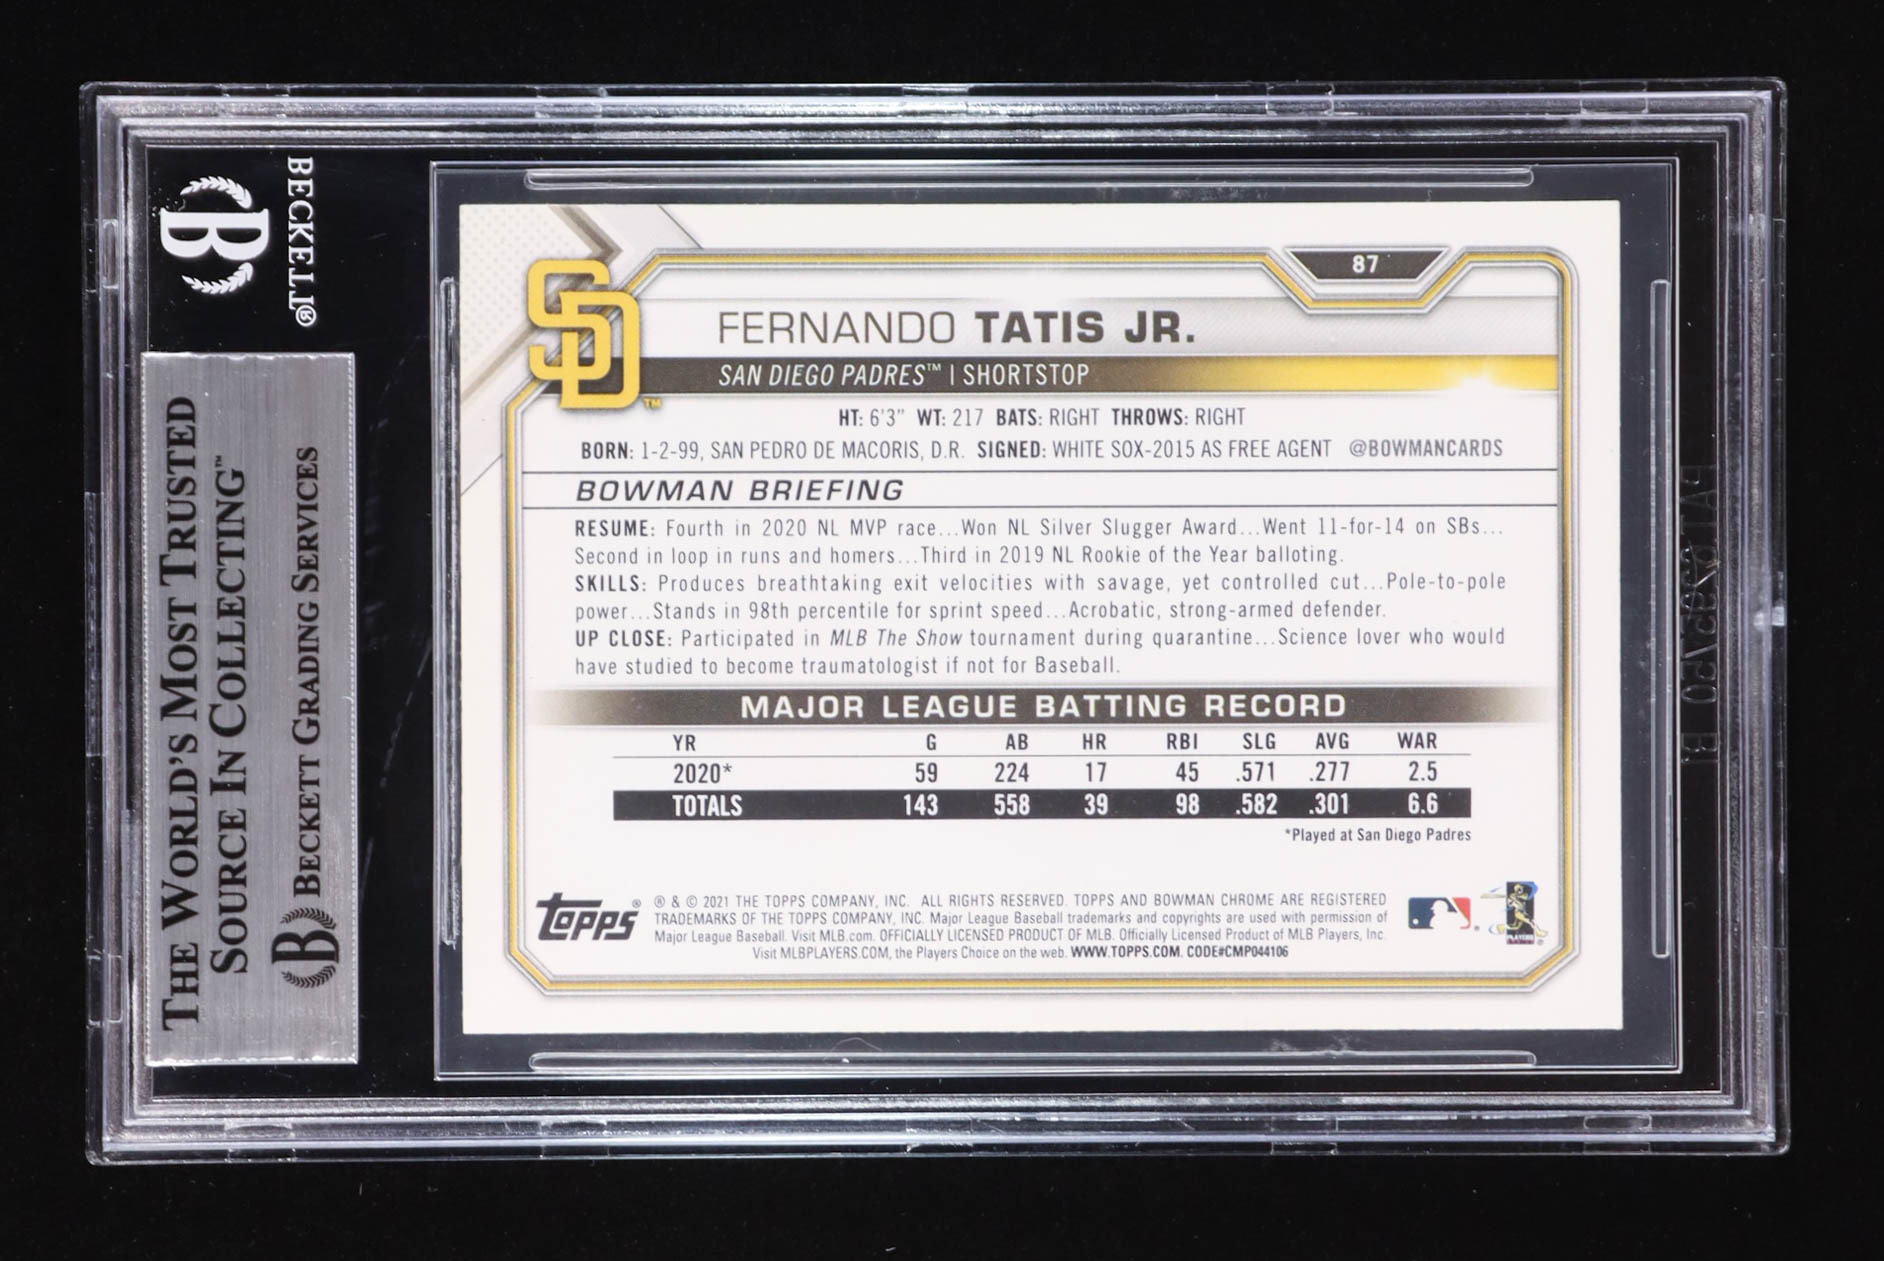 BECKETT®
B
THE WORLD'S MOST TRUSTED
SOURCE IN COLLECTING™
B BECKETT GRADING SERVICES
87
SD™
FERNANDO TATIS JR.
SAN DIEGO PADRES™ | SHORTSTOP
HT: 6'3" WT: 217 BATS: RIGHT THROWS: RIGHT
BORN: 1-2-99, SAN PEDRO DE MACORIS, D.R. SIGNED: WHITE SOX-2015 AS FREE AGENT @BOWMANCARDS
BOWMAN BRIEFING
RESUME: Fourth in 2020 NL MVP race...Won NL Silver Slugger Award...Went 11-for-14 on SBs...
Second in loop in runs and homers...Third in 2019 NL Rookie of the Year balloting.
SKILLS: Produces breathtaking exit velocities with savage, yet controlled cut...Pole-to-pole
power...Stands in 98th percentile for sprint speed...Acrobatic, strong-armed defender.
UP CLOSE: Participated in MLB The Show tournament during quarantine...Science lover who would
have studied to become traumatologist if not for Baseball.
MAJOR LEAGUE BATTING RECORD
YR G AB HR RBI SLG AVG WAR
2020* 59 224 17 45 .571 .277 2.5
TOTALS 143 558 39 98 .582 .301 6.6
*Played at San Diego Padres
topps®
® & © 2021 THE TOPPS COMPANY, INC. ALL RIGHTS RESERVED. TOPPS AND BOWMAN CHROME ARE REGISTERED
TRADEMARKS OF THE TOPPS COMPANY, INC. Major League Baseball trademarks and copyrights are used with permission of
Major League Baseball. Visit MLB.com. OFFICIALLY LICENSED PRODUCT OF MLB. Officially Licensed Product of MLB Players, Inc.
Visit MLBPLAYERS.COM, the Players Choice on the web. WWW.TOPPS.COM. CODE#CMP044106
PLAYERS